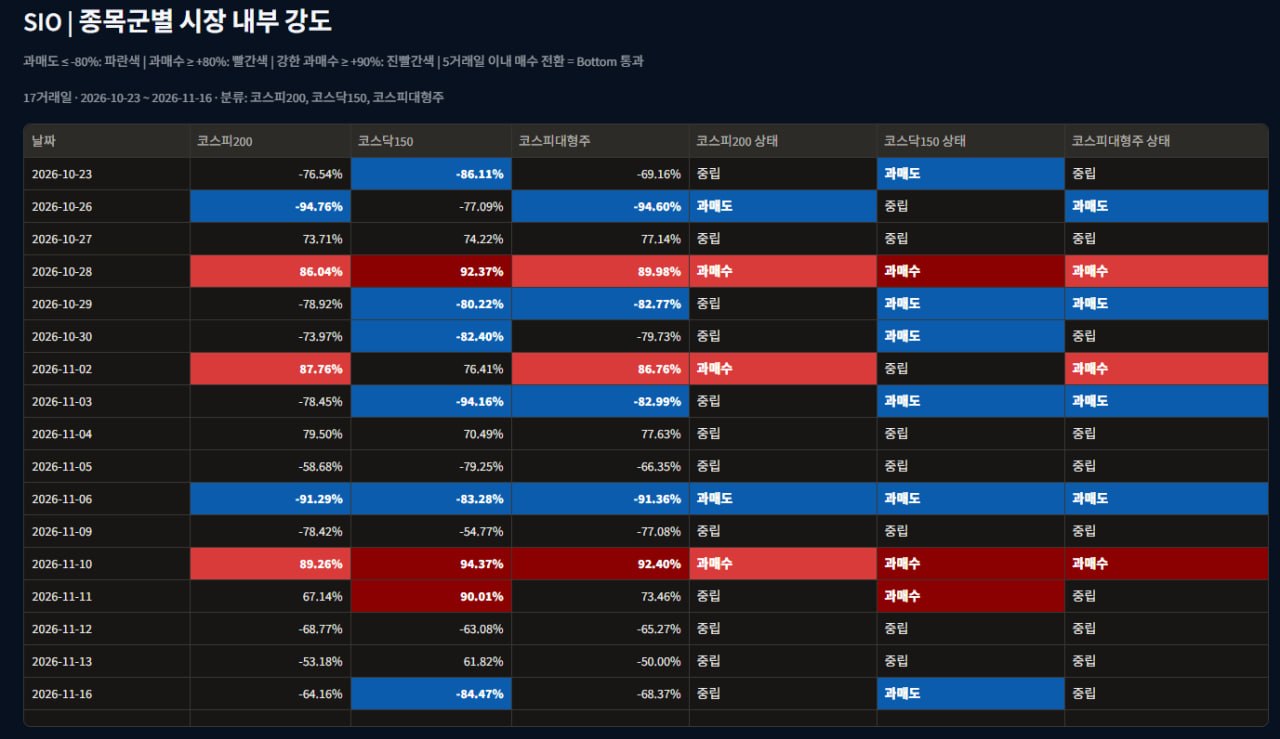 SIO | 종목군별 시장 내부 강도
과매도 ≤ -80%: 파란색 | 과매수 ≥ +80%: 빨간색 | 강한 과매수 ≥ +90%: 진빨간색 | 5거래일 이내 매수 전환 = Bottom 통과
17거래일 · 2026-10-23 ~ 2026-11-16 · 분류: 코스피200, 코스닥150, 코스피대형주
날짜 코스피200 코스닥150 코스피대형주 코스피200 상태 코스닥150 상태 코스피대형주 상태
2026-10-23 -76.54% -86.11% -69.16% 중립 과매도 중립
2026-10-26 -94.76% -77.09% -94.60% 과매도 중립 과매도
2026-10-27 73.71% 74.22% 77.14% 중립 중립 중립
2026-10-28 86.04% 92.37% 89.98% 과매수 과매수 과매수
2026-10-29 -78.92% -80.22% -82.77% 중립 과매도 과매도
2026-10-30 -73.97% -82.40% -79.73% 중립 과매도 중립
2026-11-02 87.76% 76.41% 86.76% 과매수 중립 과매수
2026-11-03 -78.45% -94.16% -82.99% 중립 과매도 과매도
2026-11-04 79.50% 70.49% 77.63% 중립 중립 중립
2026-11-05 -58.68% -79.25% -66.35% 중립 중립 중립
2026-11-06 -91.29% -83.28% -91.36% 과매도 과매도 과매도
2026-11-09 -78.42% -54.77% -77.08% 중립 중립 중립
2026-11-10 89.26% 94.37% 92.40% 과매수 과매수 과매수
2026-11-11 67.14% 90.01% 73.46% 중립 과매수 중립
2026-11-12 -68.77% -63.08% -65.27% 중립 중립 중립
2026-11-13 -53.18% 61.82% -50.00% 중립 중립 중립
2026-11-16 -64.16% -84.47% -68.37% 중립 과매도 중립